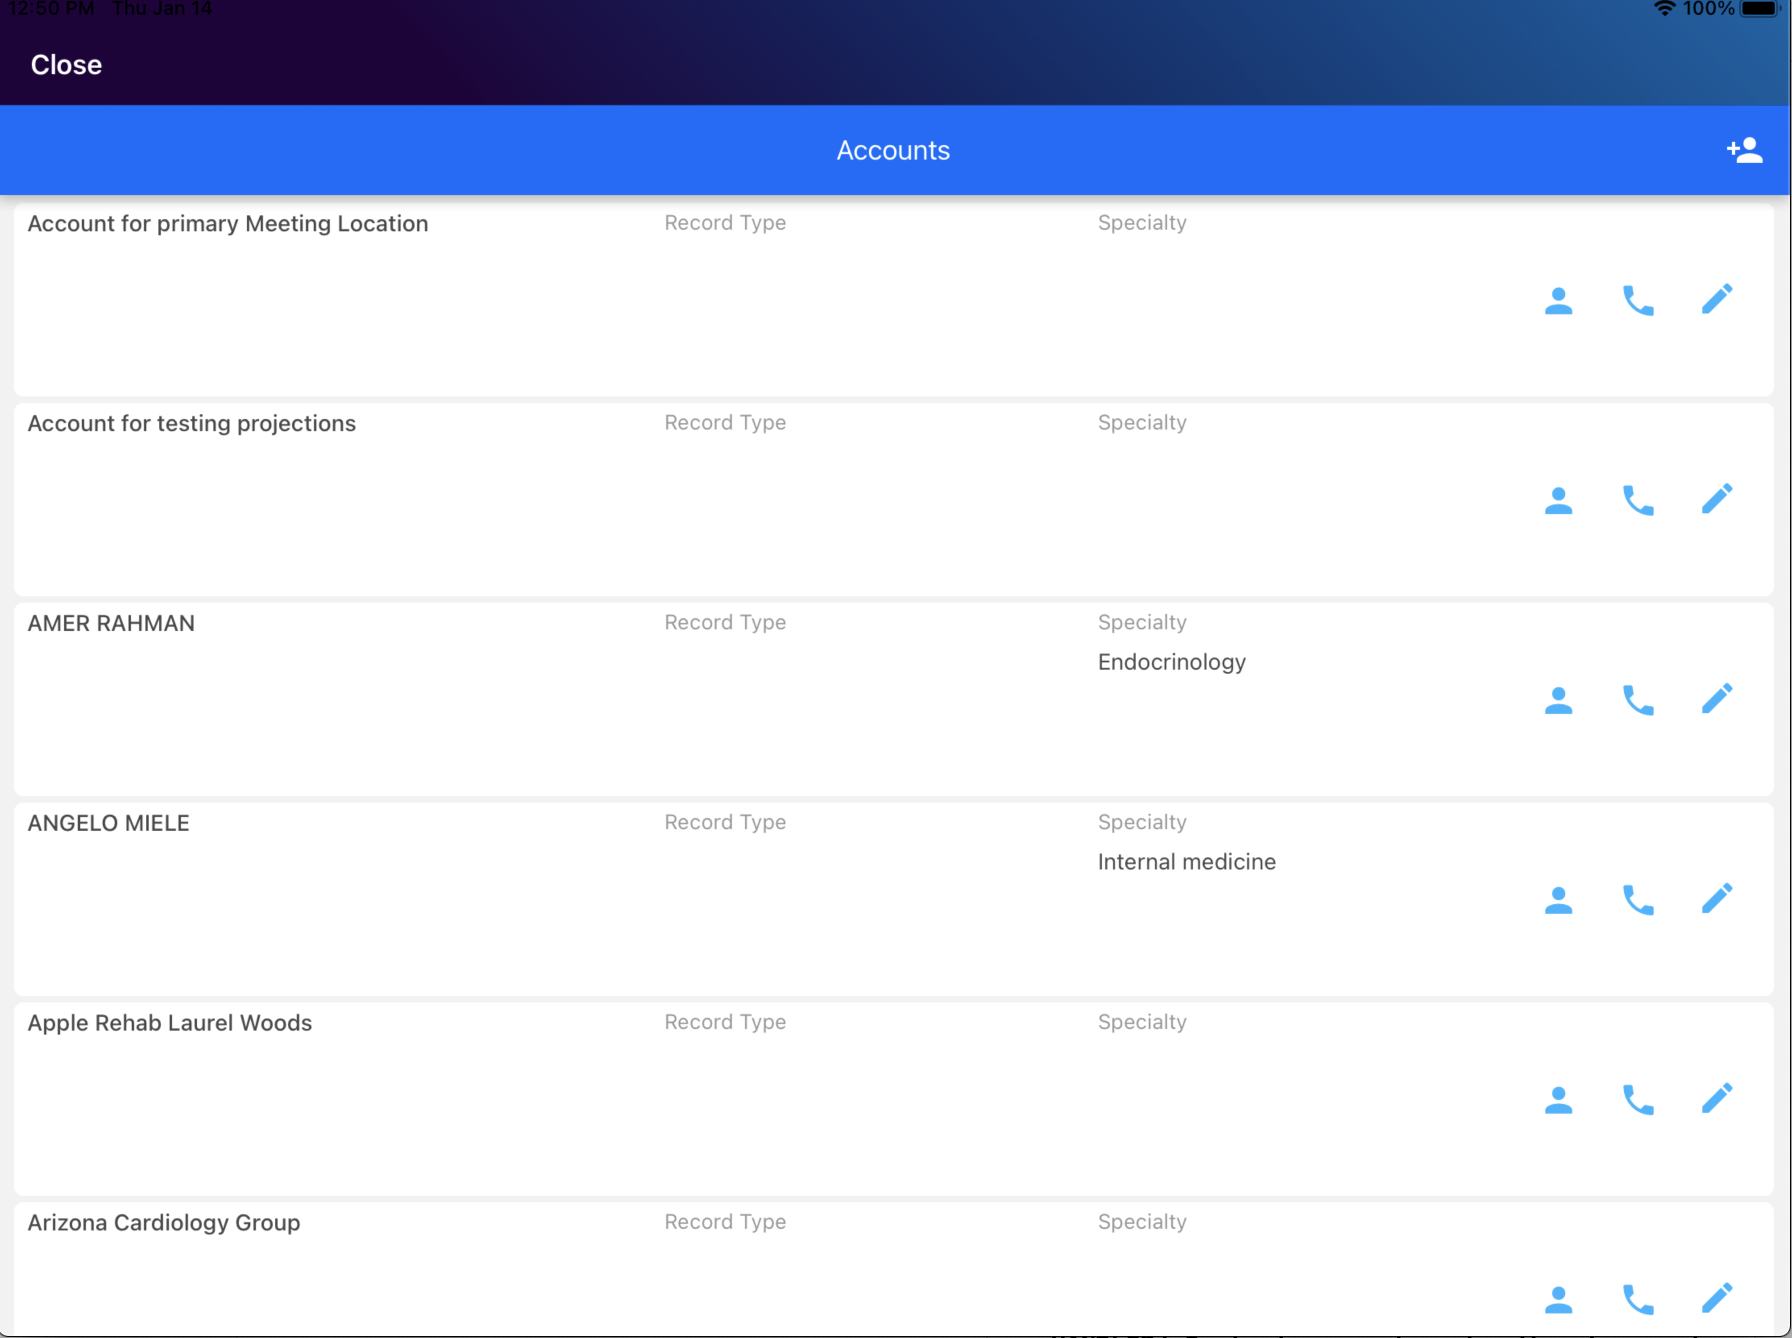 12:50 PM Thu Jan 14 100%
Close
Accounts
Account for primary Meeting Location Record Type Specialty
Account for testing projections Record Type Specialty
AMER RAHMAN Record Type Specialty
Endocrinology
ANGELO MIELE Record Type Specialty
Internal medicine
Apple Rehab Laurel Woods Record Type Specialty
Arizona Cardiology Group Record Type Specialty